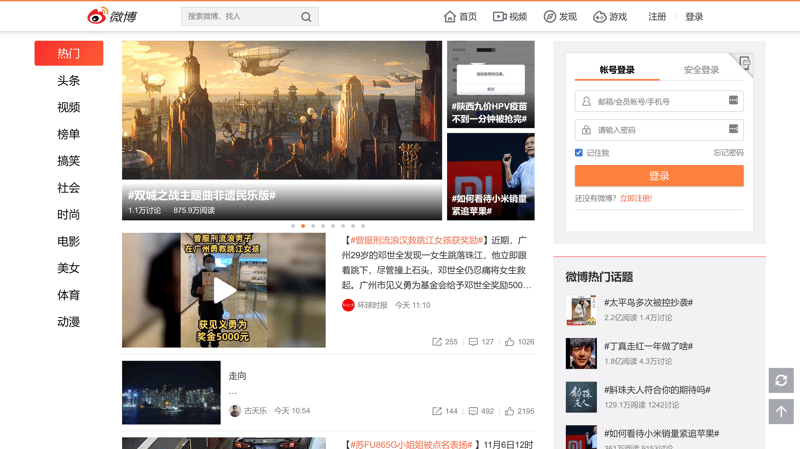 微博
搜索微博、找人
首页
视频
发现
游戏
注册
登录
热门
头条
视频
榜单
搞笑
社会
时尚
电影
美女
体育
动漫
#双城之战主题曲非遗民乐版#
1.1万讨论 875.9万阅读
#陕西九价HPV疫苗
不到一分钟被抢完#
#如何看待小米销量
紧追苹果#
曾服刑流浪男子
在广州勇救跳江女孩
获见义勇为
奖金5000元
【#曾服刑流浪汉救跳江女孩获奖励#】近期，广
州29岁的邓世全发现一女生跳落珠江，他立即跟
着跳下，尽管撞上石头，邓世全仍忍痛将女生救
起。广州市见义勇为基金会给予邓世全奖励500…
环球时报 今天 11:10
255 127 1026
走向
…
古天乐 今天 10:54
144 492 2195
【#苏FU865G小姐姐被点名表扬#】11月6日12时
帐号登录
安全登录
邮箱/会员帐号/手机号
请输入密码
记住我
忘记密码
登录
还没有微博？立即注册!
微博热门话题
#太平鸟多次被控抄袭#
2.2亿阅读 1.4万讨论
#丁真走红一年做了啥#
1.8亿阅读 4.3万讨论
#斛珠夫人符合你的期待吗#
129.1万阅读 1242讨论
#如何看待小米销量紧追苹果#
361万阅读 9194讨论